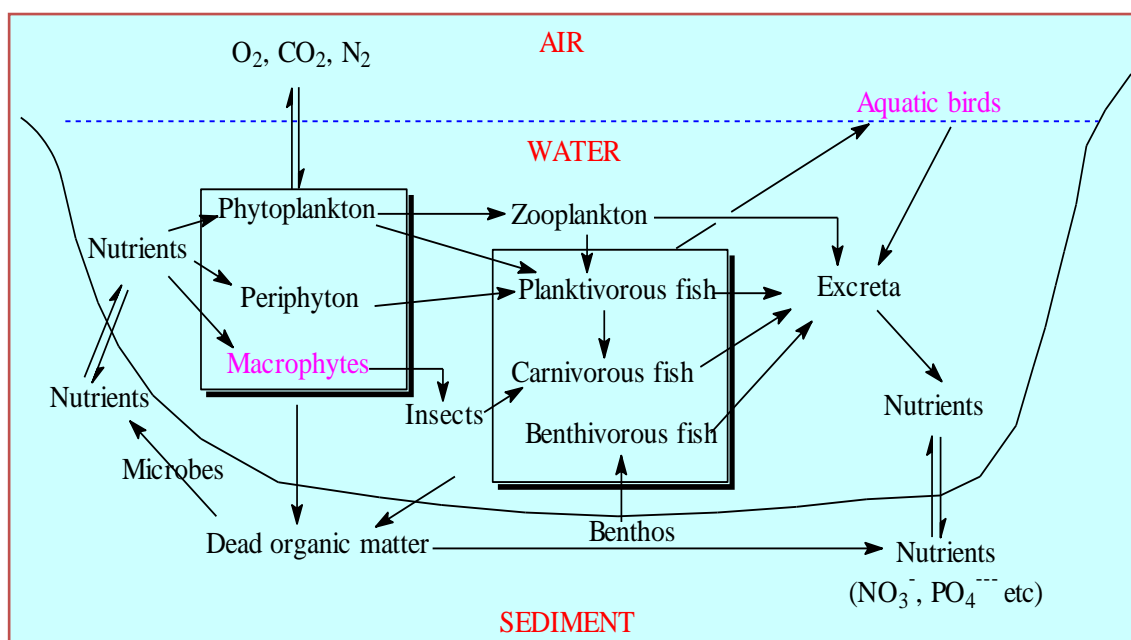 AIR
O2, CO2, N2
Aquatic birds
WATER
Phytoplankton
Zooplankton
Nutrients
Periphyton
Planktivorous fish
Excreta
Macrophytes
Carnivorous fish
Nutrients
Insects
Nutrients
Benthivorous fish
Microbes
Dead organic matter
Benthos
Nutrients
(NO3-, PO4--- etc)
SEDIMENT